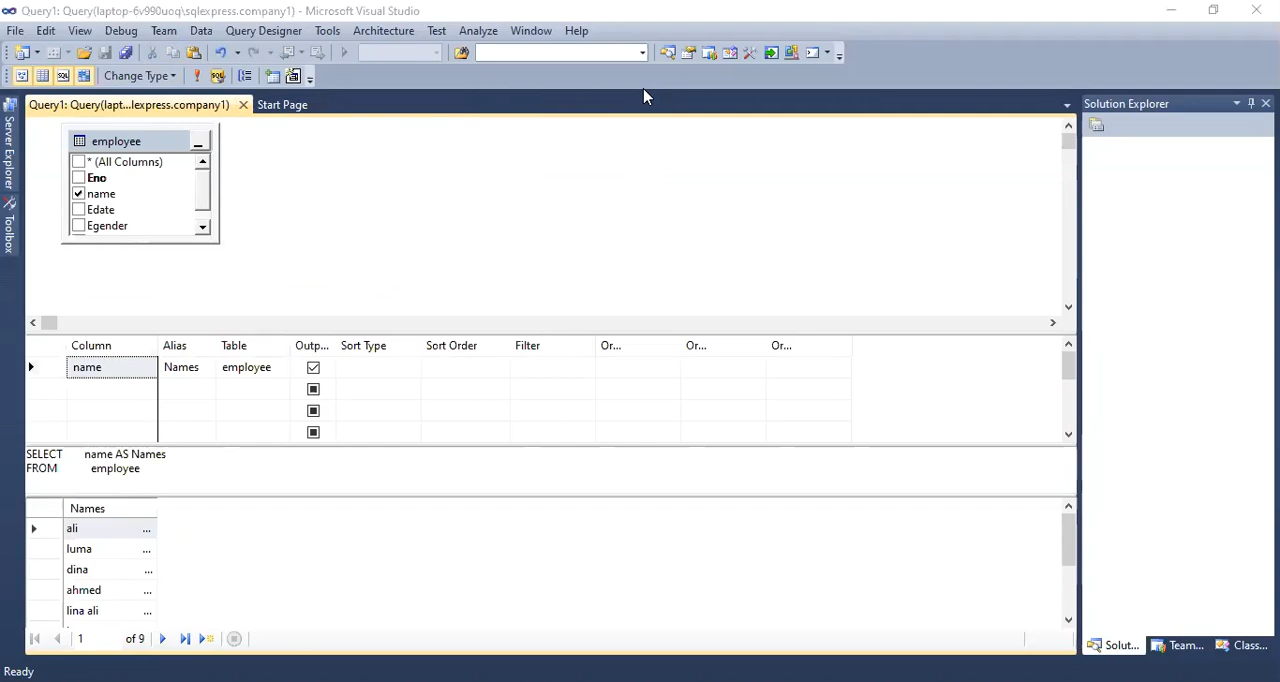 Query1: Query(laptop-6v990uoq\sqlexpress.company1) - Microsoft Visual Studio
File Edit View Debug Team Data Query Designer Tools Architecture Test Analyze Window Help
Change Type
Query1: Query(lapt...lexpress.company1) Start Page
Solution Explorer
Server Explorer
Toolbox
employee
* (All Columns)
Eno
name
Edate
Egender
Column Alias Table Outp... Sort Type Sort Order Filter Or... Or... Or...
name Names employee
SELECT name AS Names
FROM employee
Names
ali ...
luma ...
dina ...
ahmed ...
lina ali ...
1 of 9
Solut... Team... Class...
Ready